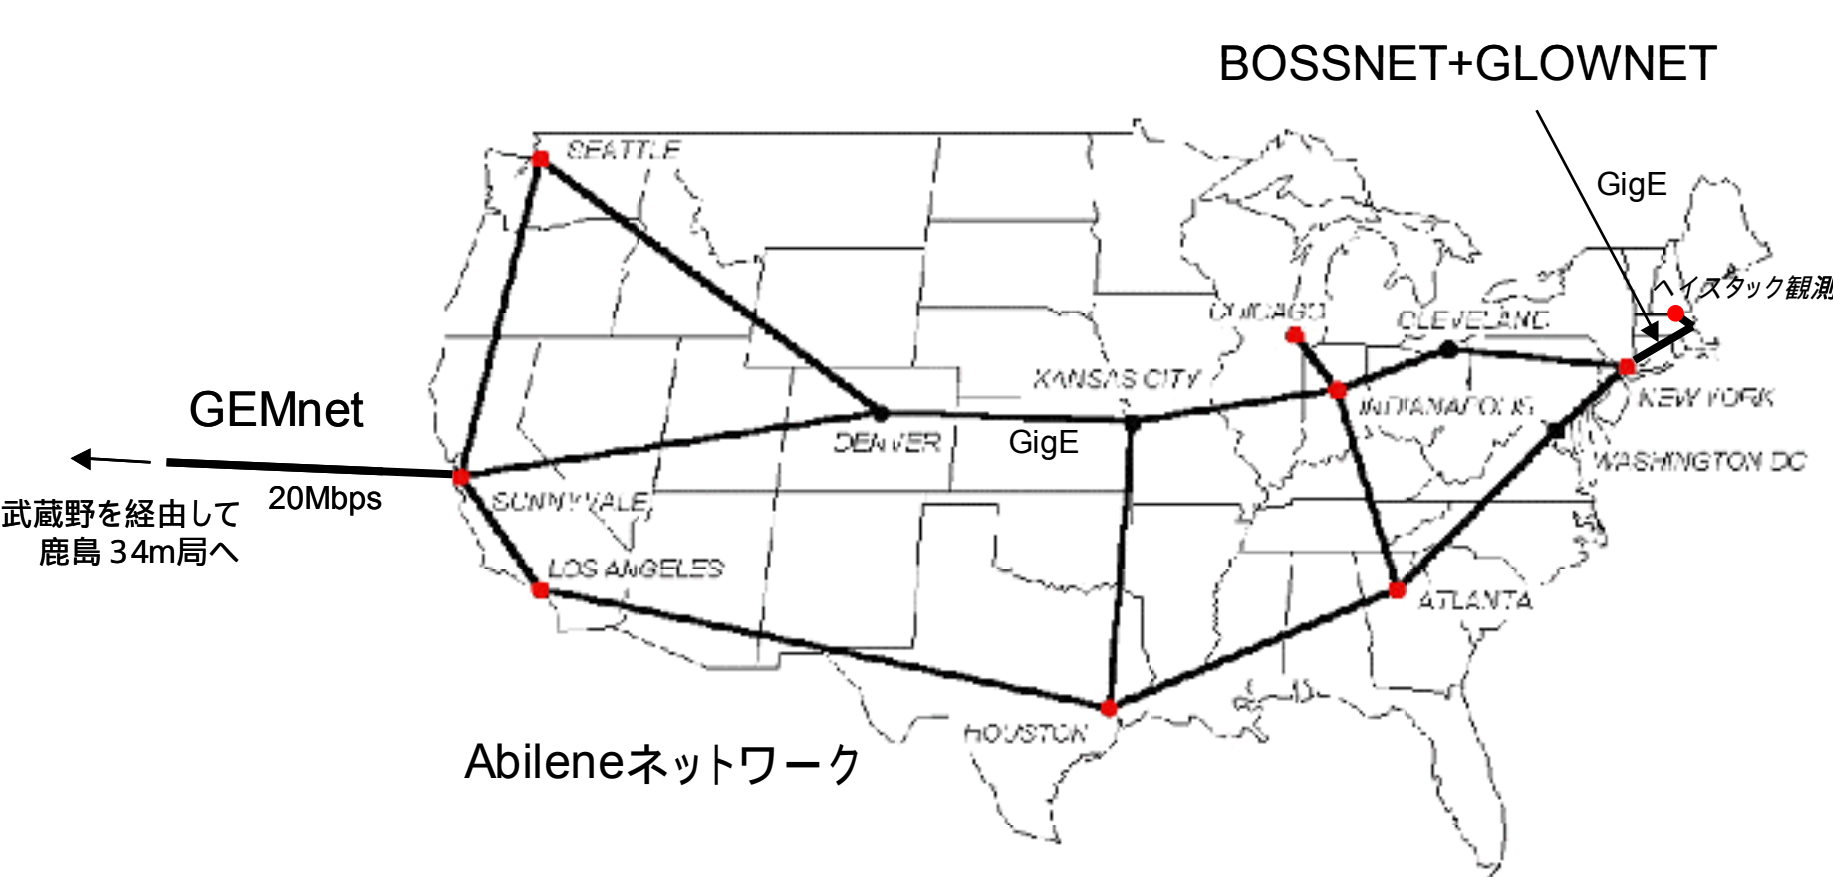 BOSSNET+GLOWNET
GigE
SEATTLE
ヘイスタック観測
CHICAGO
CLEVELAND
KANSAS CITY
NEW YORK
INDIANAPOLIS
GEMnet
DENVER
GigE
WASHINGTON DC
20Mbps
SUNNYVALE
武蔵野を経由して
鹿島34m局へ
LOS ANGELES
ATLANTA
HOUSTON
Abileneネットワーク